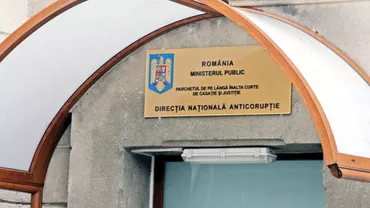 ROMÂNIA
MINISTERUL PUBLIC
PARCHETUL DE PE LÂNGĂ ÎNALTA CURTE
DE CASAȚIE ȘI JUSTIȚIE
DIRECȚIA NAȚIONALĂ ANTICORUPȚIE